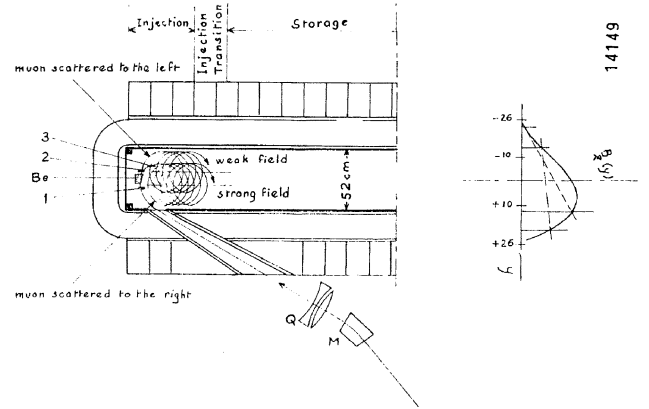 Injection
Injection
Transition
Storage
muon scattered to the left
3
2
Be
1
weak field
strong field
52 cm
muon scattered to the right
Q
M
14149
-26
-10
+10
+26
B_z(y)
y